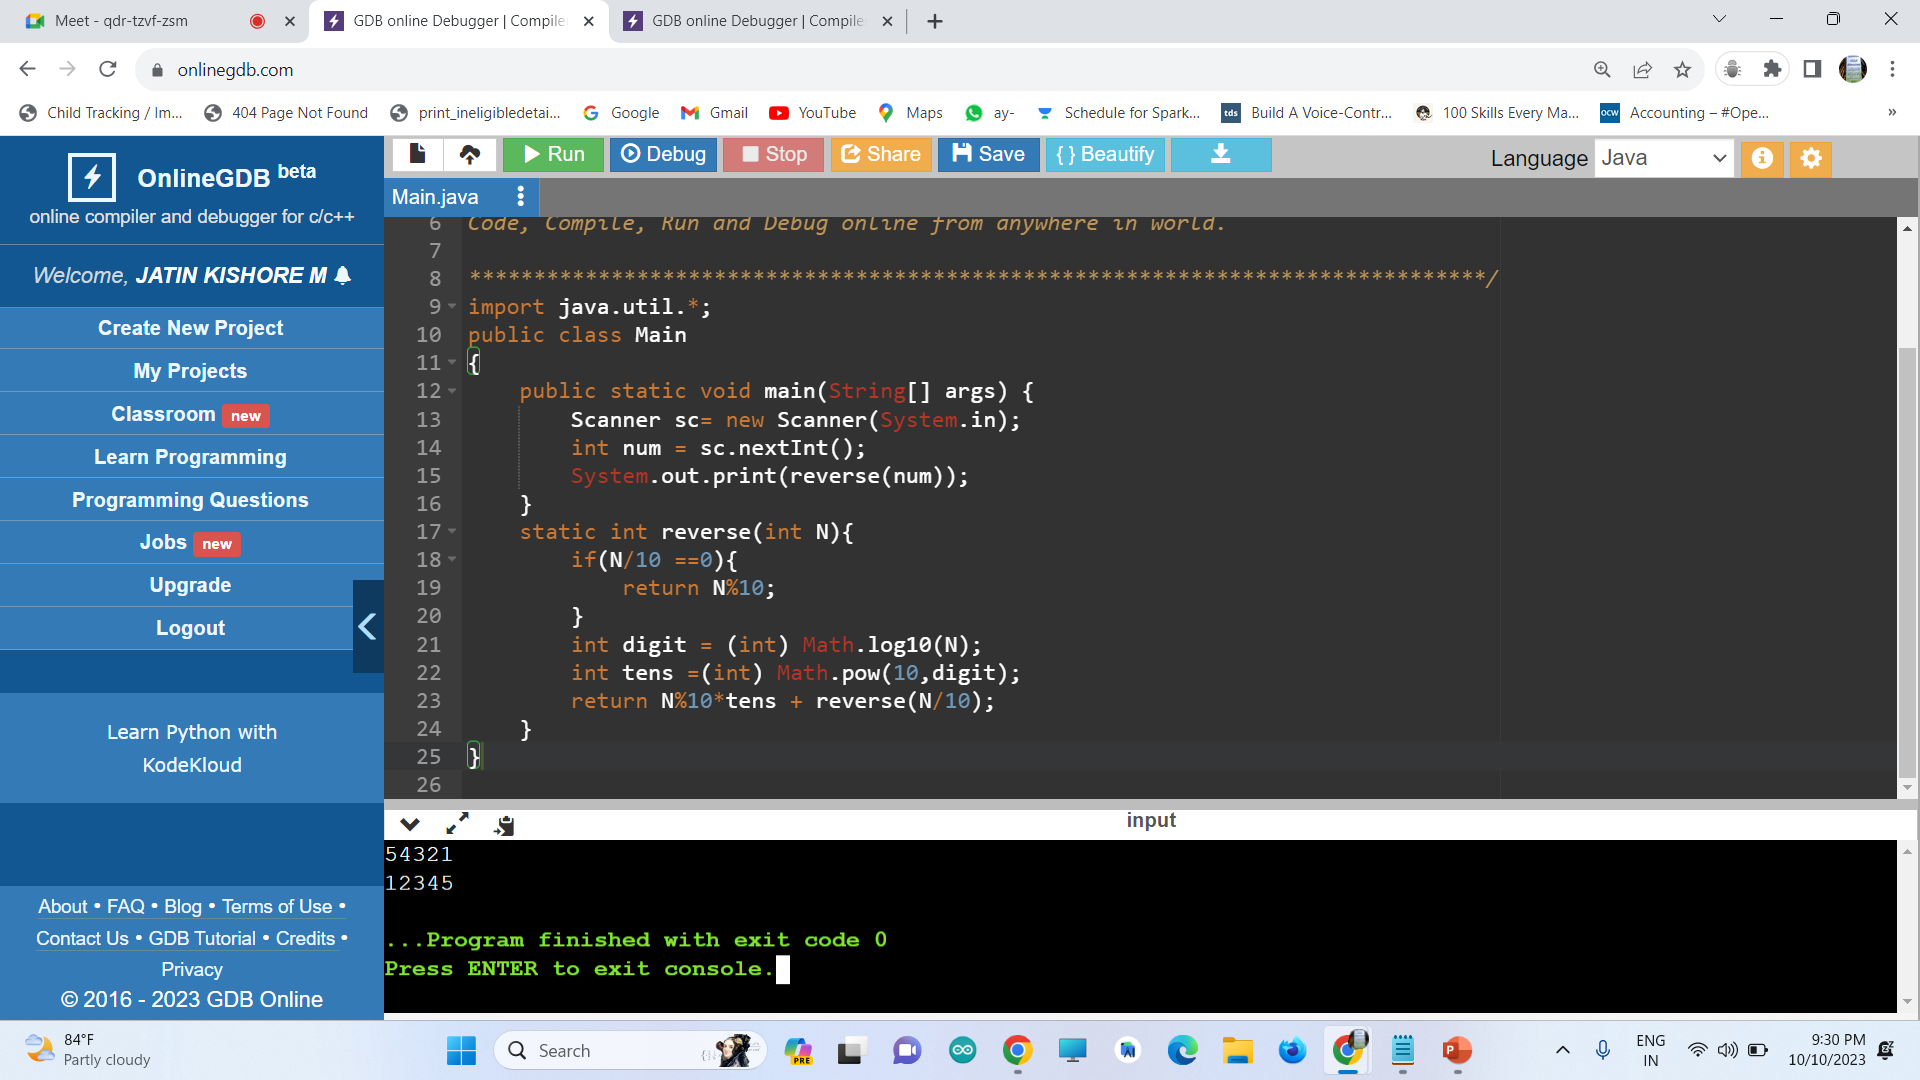 Meet - qdr-tzvf-zsm
GDB online Debugger | Compile
GDB online Debugger | Compile
onlinegdb.com
Child Tracking / Im...
404 Page Not Found
print_ineligibledetai...
Google
Gmail
YouTube
Maps
ay-
Schedule for Spark...
tds Build A Voice-Contr...
100 Skills Every Ma...
OCW Accounting – #Ope...
»
OnlineGDB beta
online compiler and debugger for c/c++
Welcome, JATIN KISHORE M
Create New Project
My Projects
Classroom new
Learn Programming
Programming Questions
Jobs new
Upgrade
Logout
Learn Python with
KodeKloud
About • FAQ • Blog • Terms of Use •
Contact Us • GDB Tutorial • Credits •
Privacy
© 2016 - 2023 GDB Online
Run
Debug
Stop
Share
Save
{ } Beautify
Language Java
Main.java
6 Code, Compile, Run and Debug online from anywhere in world.
7
8 *******************************************************************************/
9 import java.util.*;
10 public class Main
11 {
12 public static void main(String[] args) {
13 Scanner sc= new Scanner(System.in);
14 int num = sc.nextInt();
15 System.out.print(reverse(num));
16 }
17 static int reverse(int N){
18 if(N/10 ==0){
19 return N%10;
20 }
21 int digit = (int) Math.log10(N);
22 int tens =(int) Math.pow(10,digit);
23 return N%10*tens + reverse(N/10);
24 }
25 }
26
input
54321
12345
...Program finished with exit code 0
Press ENTER to exit console.
84°F
Partly cloudy
Search
PRE
ENG
IN
9:30 PM
10/10/2023